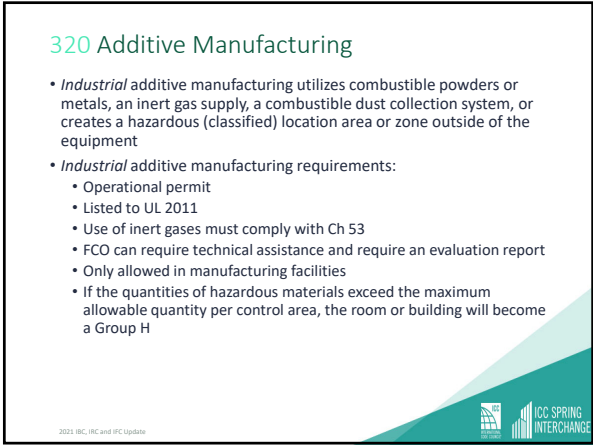 320 Additive Manufacturing
• Industrial additive manufacturing utilizes combustible powders or
metals, an inert gas supply, a combustible dust collection system, or
creates a hazardous (classified) location area or zone outside of the
equipment
• Industrial additive manufacturing requirements:
• Operational permit
• Listed to UL 2011
• Use of inert gases must comply with Ch 53
• FCO can require technical assistance and require an evaluation report
• Only allowed in manufacturing facilities
• If the quantities of hazardous materials exceed the maximum
allowable quantity per control area, the room or building will become
a Group H
2021 IBC, IRC and IFC Update
ICC
INTERNATIONAL
CODE COUNCIL
ICC SPRING
INTERCHANGE